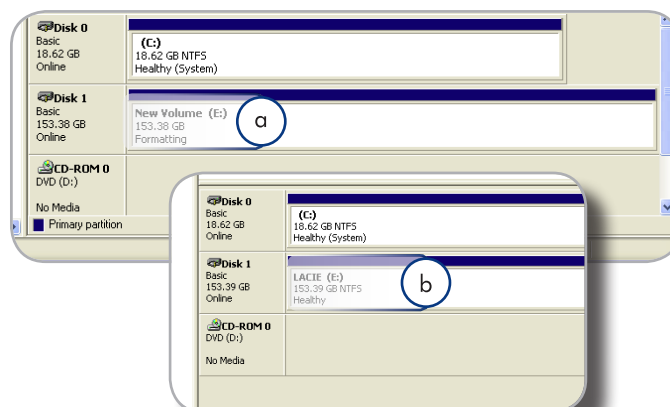 Disk 0
Basic
18.62 GB
Online
(C:)
18.62 GB NTFS
Healthy (System)
Disk 1
Basic
153.38 GB
Online
New Volume (E:)
153.38 GB
Formatting
a
CD-ROM 0
DVD (D:)
No Media
Primary partition
Disk 0
Basic
18.62 GB
Online
(C:)
18.62 GB NTFS
Healthy (System)
Disk 1
Basic
153.39 GB
Online
LACIE (E:)
153.39 GB NTFS
Healthy
b
CD-ROM 0
DVD (D:)
No Media